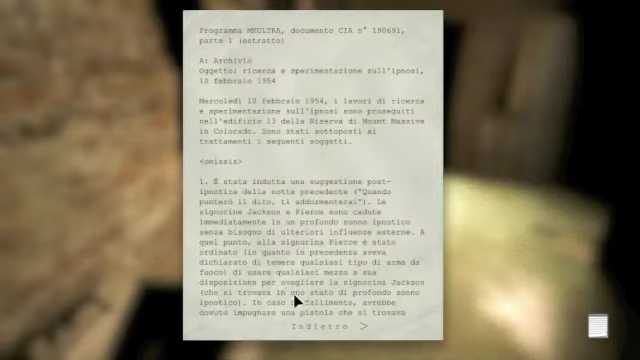 Programma MKULTRA, documento CIA n° 190691,
parte 1 (estratto)
A: Archivio
Oggetto: ricerca e sperimentazione sull'ipnosi,
10 febbraio 1954
Mercoledì 10 febbraio 1954, i lavori di ricerca
e sperimentazione sull'ipnosi sono proseguiti
nell'edificio 13 della Riserva di Mount Massive
in Colorado. Sono stati sottoposti ai
trattamenti i seguenti soggetti.
<omissis>
1. È stata indotta una suggestione post-
ipnotica della notte precedente ("Quando
punterò il dito, ti addormenterai"). Le
signorine Jackson e Pierce sono cadute
immediatamente in un profondo sonno ipnotico
senza bisogno di ulteriori influenze esterne. A
quel punto, alla signorina Pierce è stato
ordinato (in quanto in precedenza aveva
dichiarato di temere qualsiasi tipo di arma da
fuoco) di usare qualsiasi mezzo a sua
disposizione per svegliare la signorina Jackson
(che si trovava in uno stato di profondo sonno
ipnotico). In caso fallimento, avrebbe
dovuto impugnare una pistola che si trovava
Indietro >